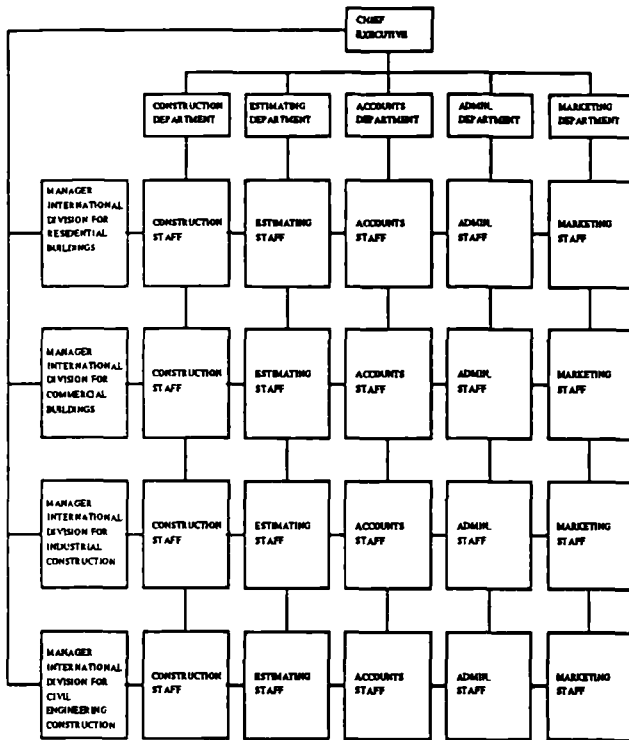 CHIEF
EXECUTIVE
CONSTRUCTION
DEPARTMENT
ESTIMATING
DEPARTMENT
ACCOUNTS
DEPARTMENT
ADMIN.
DEPARTMENT
MARKETING
DEPARTMENT
MANAGER
INTERNATIONAL
DIVISION FOR
RESIDENTIAL
BUILDINGS
CONSTRUCTION
STAFF
ESTIMATING
STAFF
ACCOUNTS
STAFF
ADMIN.
STAFF
MARKETING
STAFF
MANAGER
INTERNATIONAL
DIVISION FOR
COMMERCIAL
BUILDINGS
CONSTRUCTION
STAFF
ESTIMATING
STAFF
ACCOUNTS
STAFF
ADMIN.
STAFF
MARKETING
STAFF
MANAGER
INTERNATIONAL
DIVISION FOR
INDUSTRIAL
CONSTRUCTION
CONSTRUCTION
STAFF
ESTIMATING
STAFF
ACCOUNTS
STAFF
ADMIN.
STAFF
MARKETING
STAFF
MANAGER
INTERNATIONAL
DIVISION FOR
CIVIL
ENGINEERING
CONSTRUCTION
CONSTRUCTION
STAFF
ESTIMATING
STAFF
ACCOUNTS
STAFF
ADMIN.
STAFF
MARKETING
STAFF